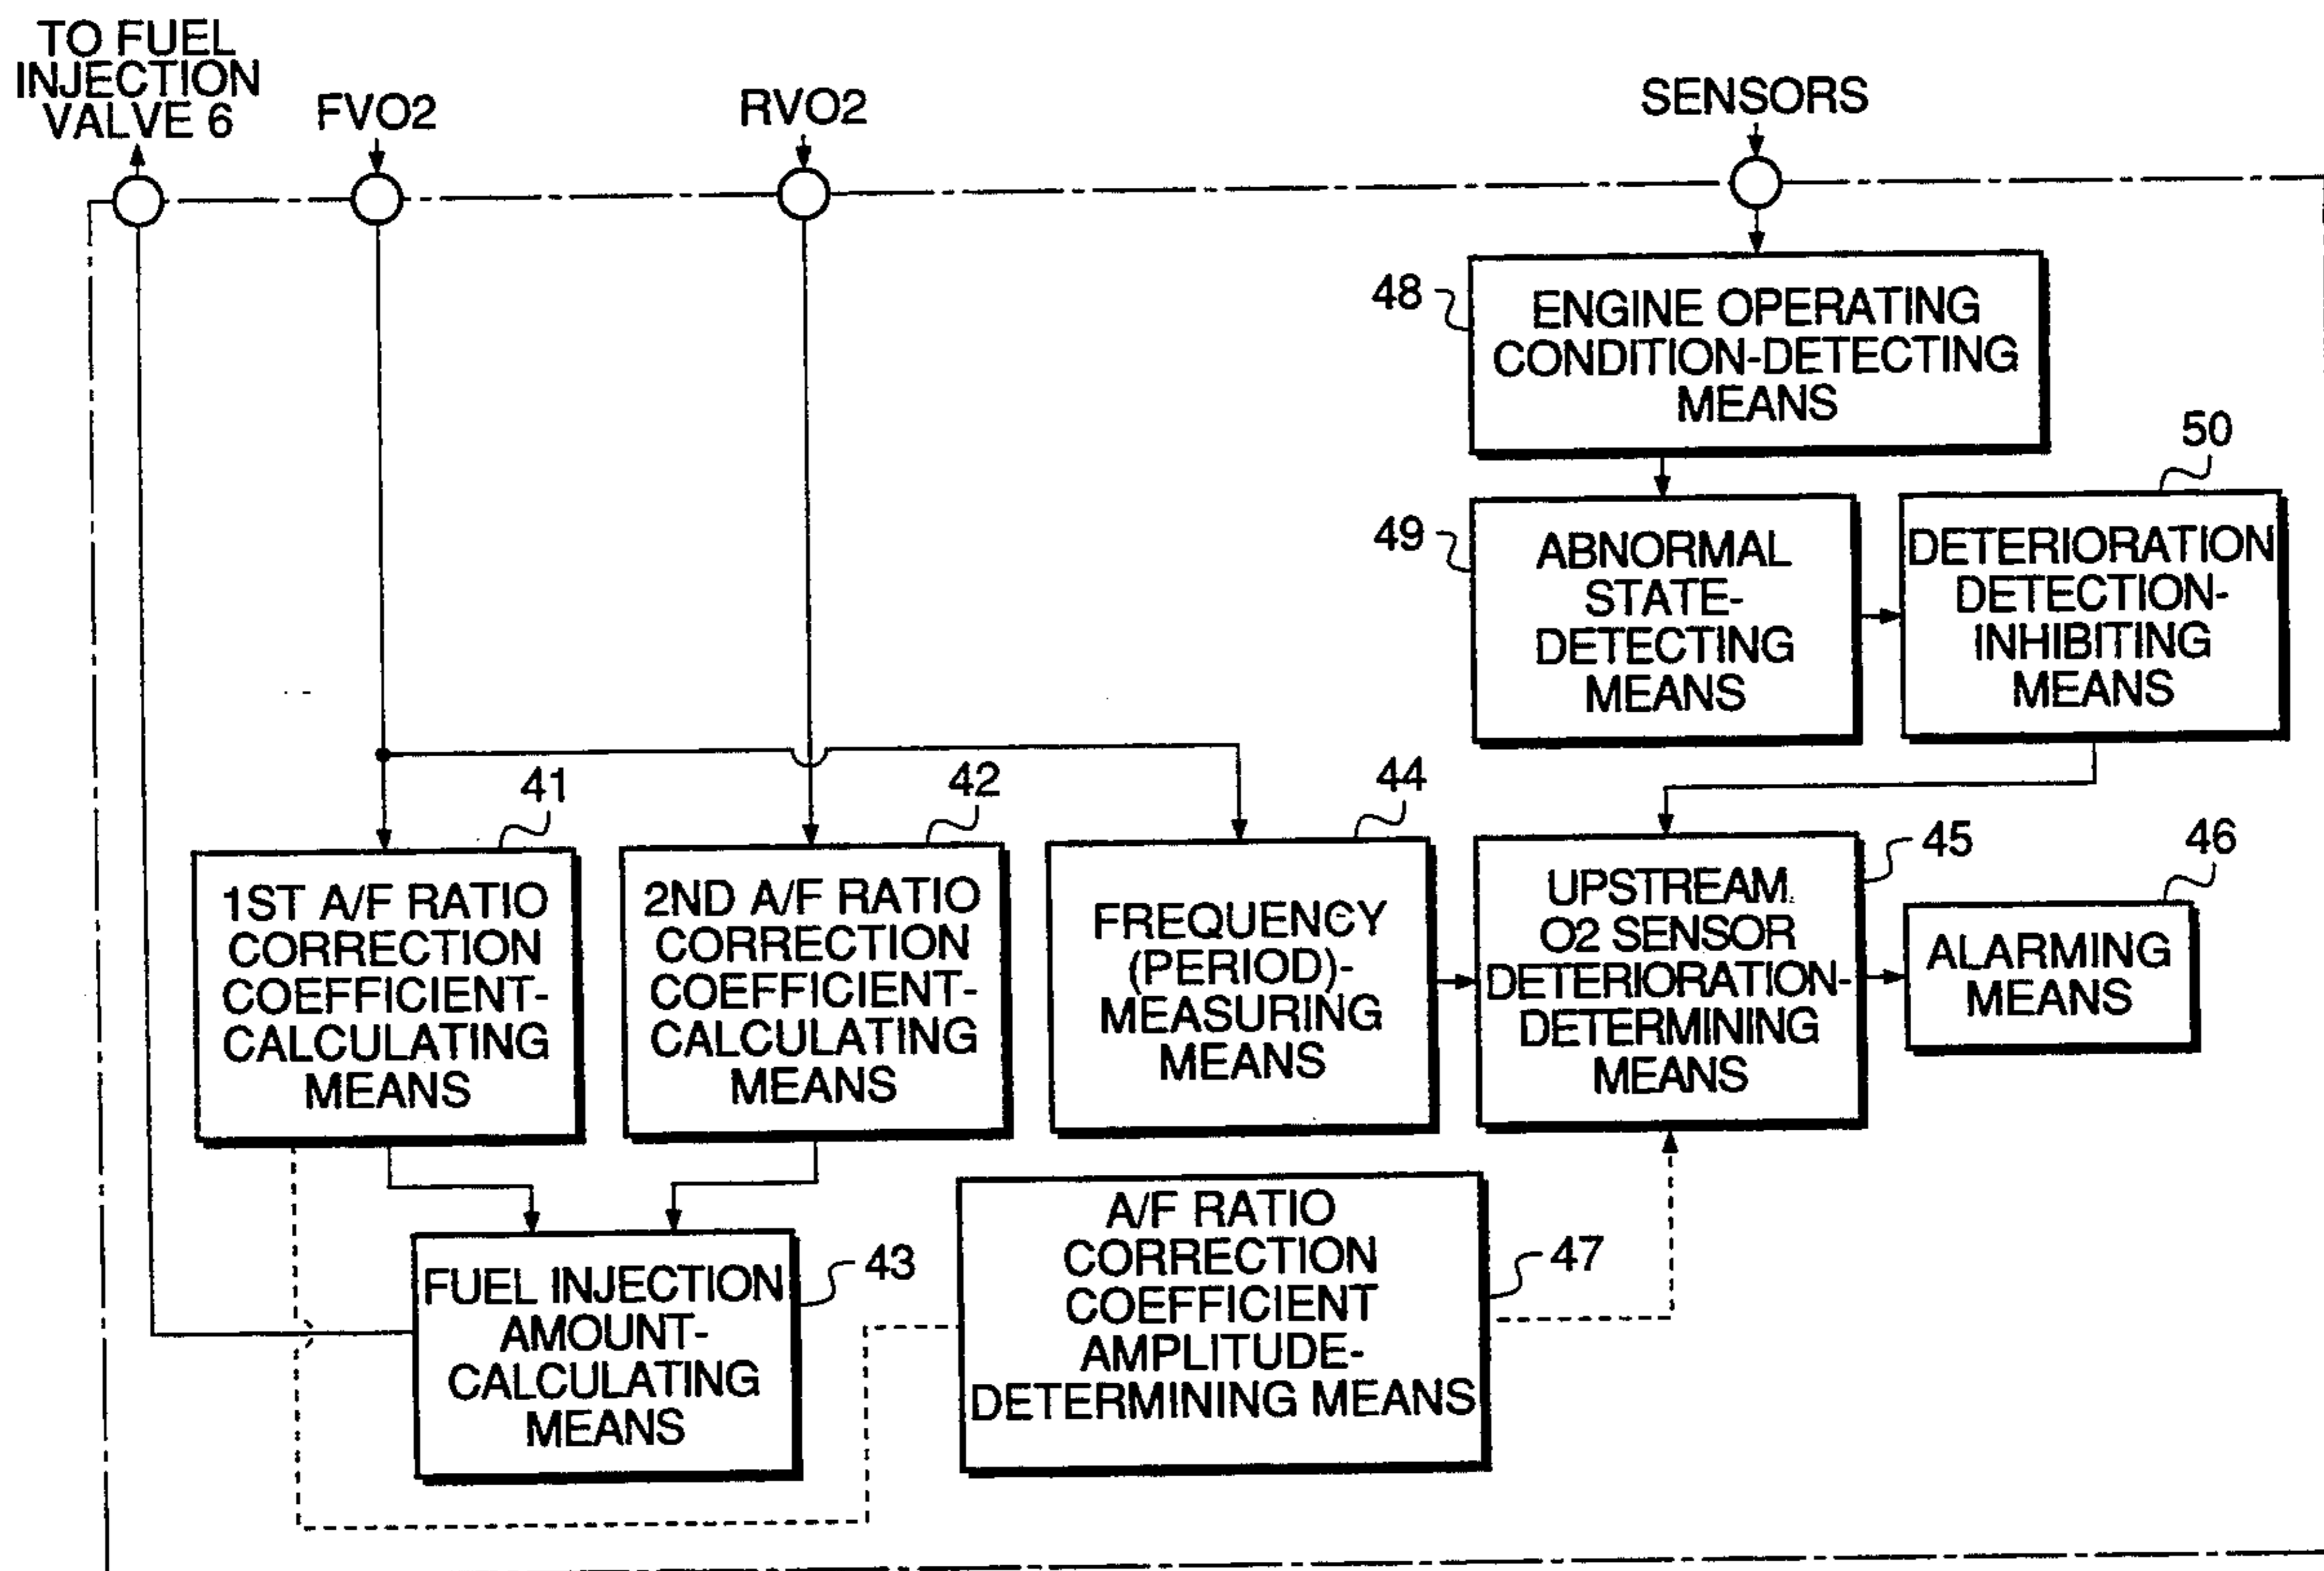 TO FUEL
INJECTION
VALVE 6
FVO2
RVO2
SENSORS
48
ENGINE OPERATING
CONDITION-DETECTING
MEANS
50
49
ABNORMAL
STATE-
DETECTING
MEANS
DETERIORATION
DETECTION-
INHIBITING
MEANS
41
1ST A/F RATIO
CORRECTION
COEFFICIENT-
CALCULATING
MEANS
42
2ND A/F RATIO
CORRECTION
COEFFICIENT-
CALCULATING
MEANS
44
FREQUENCY
(PERIOD)-
MEASURING
MEANS
45
UPSTREAM
O2 SENSOR
DETERIORATION-
DETERMINING
MEANS
46
ALARMING
MEANS
43
FUEL INJECTION
AMOUNT-
CALCULATING
MEANS
47
A/F RATIO
CORRECTION
COEFFICIENT
AMPLITUDE-
DETERMINING MEANS